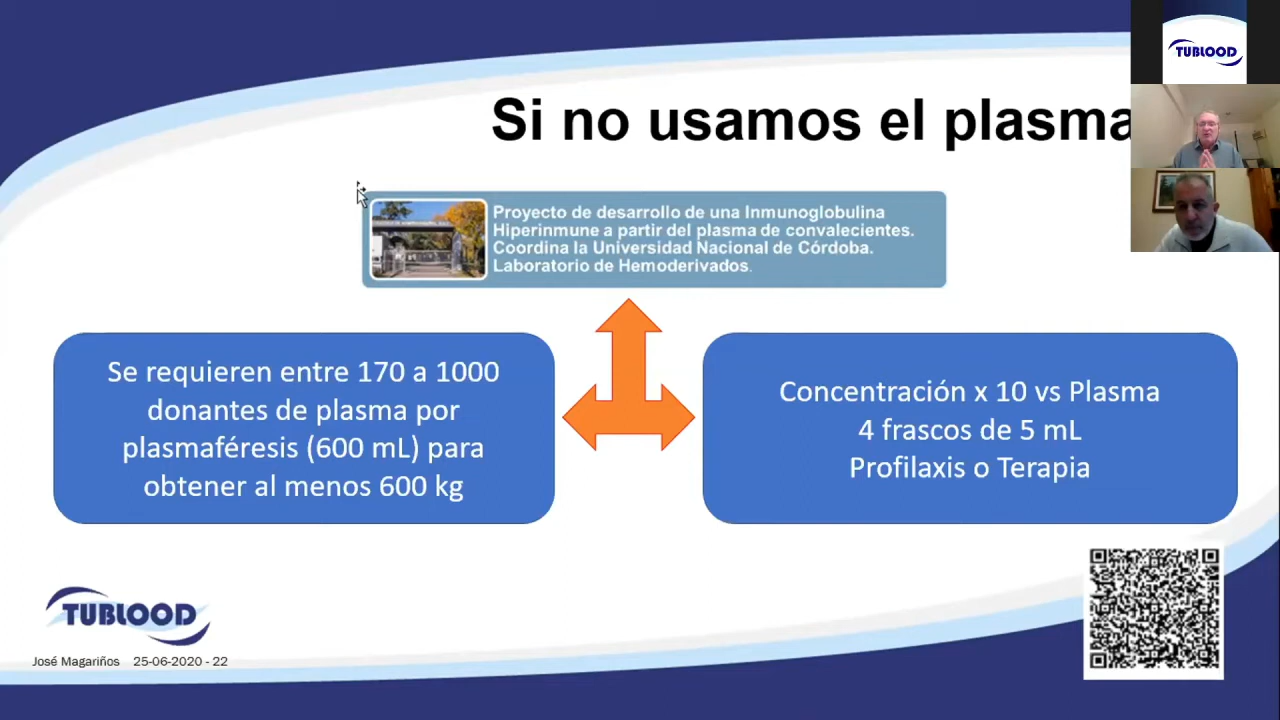 TUBLOOD
Si no usamos el plasma
Proyecto de desarrollo de una Inmunoglobulina
Hiperinmune a partir del plasma de convalecientes.
Coordina la Universidad Nacional de Córdoba.
Laboratorio de Hemoderivados.
Se requieren entre 170 a 1000
donantes de plasma por
plasmaféresis (600 mL) para
obtener al menos 600 kg
Concentración x 10 vs Plasma
4 frascos de 5 mL
Profilaxis o Terapia
TUBLOOD
José Magariños 25-06-2020 - 22